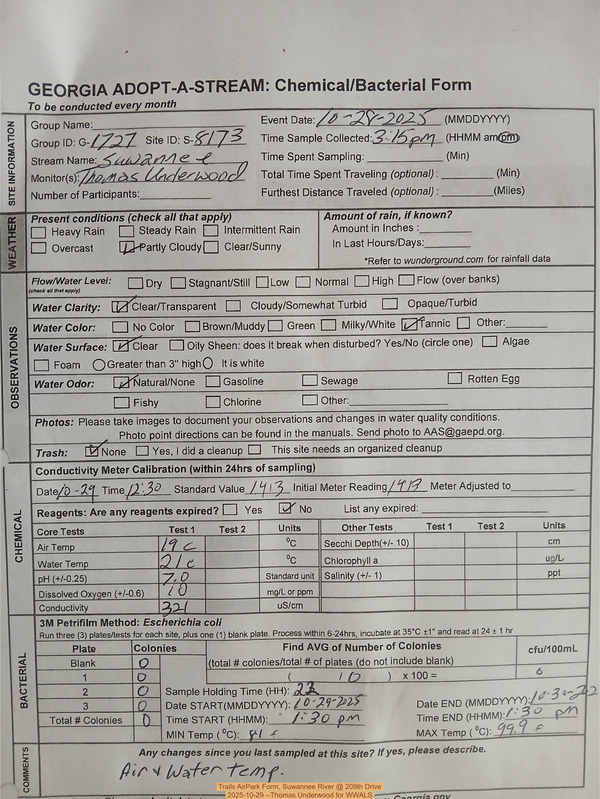 GEORGIA ADOPT-A-STREAM: Chemical/Bacterial Form
To be conducted every month
SITE INFORMATION
Group Name:
Group ID: G-1727 Site ID: S-8173
Stream Name: Suwannee
Monitor(s): Thomas Underwood
Number of Participants:
Event Date: 10-28-2025 (MMDDYYYY)
Time Sample Collected: 3:15pm (HHMM am/pm)
Time Spent Sampling: (Min)
Total Time Spent Traveling (optional): (Min)
Furthest Distance Traveled (optional): (Miles)
WEATHER
Present conditions (check all that apply)
Heavy Rain Steady Rain Intermittent Rain
Overcast Partly Cloudy Clear/Sunny
Amount of rain, if known?
Amount in Inches :
In Last Hours/Days:
*Refer to wunderground.com for rainfall data
OBSERVATIONS
Flow/Water Level: Dry Stagnant/Still Low Normal High Flow (over banks)
(check all that apply)
Water Clarity: Clear/Transparent Cloudy/Somewhat Turbid Opaque/Turbid
Water Color: No Color Brown/Muddy Green Milky/White Tannic Other:
Water Surface: Clear Oily Sheen: does it break when disturbed? Yes/No (circle one) Algae
Foam Greater than 3" high It is white
Water Odor: Natural/None Gasoline Sewage Rotten Egg
Fishy Chlorine Other:
Photos: Please take images to document your observations and changes in water quality conditions.
Photo point directions can be found in the manuals. Send photo to AAS@gaepd.org.
Trash: None Yes, I did a cleanup This site needs an organized cleanup
CHEMICAL
Conductivity Meter Calibration (within 24hrs of sampling)
Date 10-29 Time 12:30 Standard Value 1413 Initial Meter Reading 1413 Meter Adjusted to
Reagents: Are any reagents expired? Yes No List any expired:
Core Tests Test 1 Test 2 Units Other Tests Test 1 Test 2 Units
Air Temp 19c °C Secchi Depth(+/- 10) cm
Water Temp 21c °C Chlorophyll a ug/L
pH (+/-0.25) 7.0 Standard unit Salinity (+/- 1) ppt
Dissolved Oxygen (+/-0.6) 10 mg/L or ppm
Conductivity 321 uS/cm
BACTERIAL
3M Petrifilm Method: Escherichia coli
Run three (3) plates/tests for each site, plus one (1) blank plate. Process within 6-24hrs, incubate at 35°C ±1° and read at 24 ± 1 hr
Plate Colonies
Blank 0
1 0
2 0
3 0
Total # Colonies 0
Find AVG of Number of Colonies cfu/100mL
(total # colonies/total # of plates (do not include blank)
( ) x 100 =
Sample Holding Time (HH): 22
Date START(MMDDYYYY): 10-29-2025
Time START (HHMM): 1:30 pm
MIN Temp (°C): 81 F
Date END (MMDDYYYY): 10-30-202
Time END (HHMM): 1:30 pm
MAX Temp (°C): 99.9 F
COMMENTS
Any changes since you last sampled at this site? If yes, please describe.
Air & Water temp.
Trails AirPark Form, Suwannee River @ 209th Drive
2025-10-29 --Thomas Underwood for WWALS